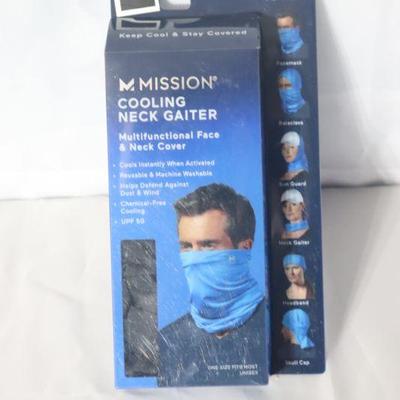 Keep Cool & Stay Covered
MISSION®
COOLING
NECK GAITER
Multifunctional Face
& Neck Cover
• Cools Instantly When Activated
• Reusable & Machine Washable
• Helps Defend Against
Dust & Wind
• Chemical-Free
Cooling
• UPF 50
ONE SIZE FITS MOST
UNISEX
Facemask
Balaclava
Sun Guard
Neck Gaiter
Headband
Skull Cap